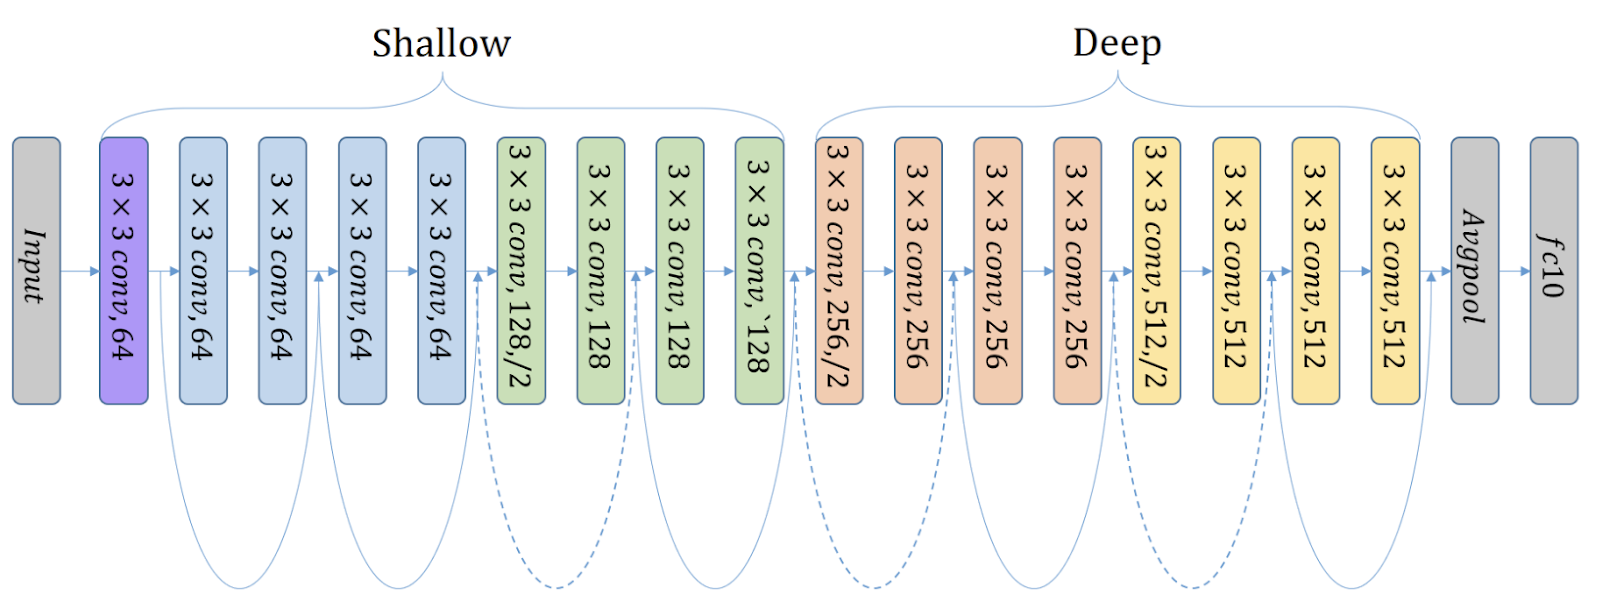 Shallow
Deep
Input
3 × 3 conv, 64
3 × 3 conv, 64
3 × 3 conv, 64
3 × 3 conv, 64
3 × 3 conv, 64
3 × 3 conv, 128,/2
3 × 3 conv, 128
3 × 3 conv, 128
3 × 3 conv,`128
3 × 3 conv, 256,/2
3 × 3 conv, 256
3 × 3 conv, 256
3 × 3 conv, 256
3 × 3 conv, 512,/2
3 × 3 conv, 512
3 × 3 conv, 512
3 × 3 conv, 512
Avgpool
fc10